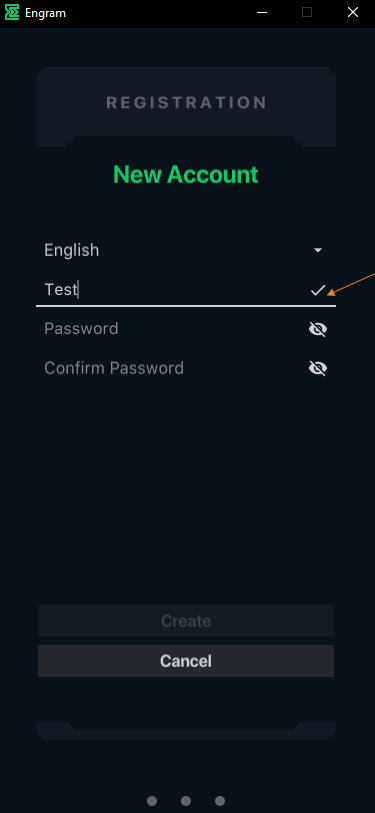 Engram
REGISTRATION
New Account
English
Test
Password
Confirm Password
Create
Cancel